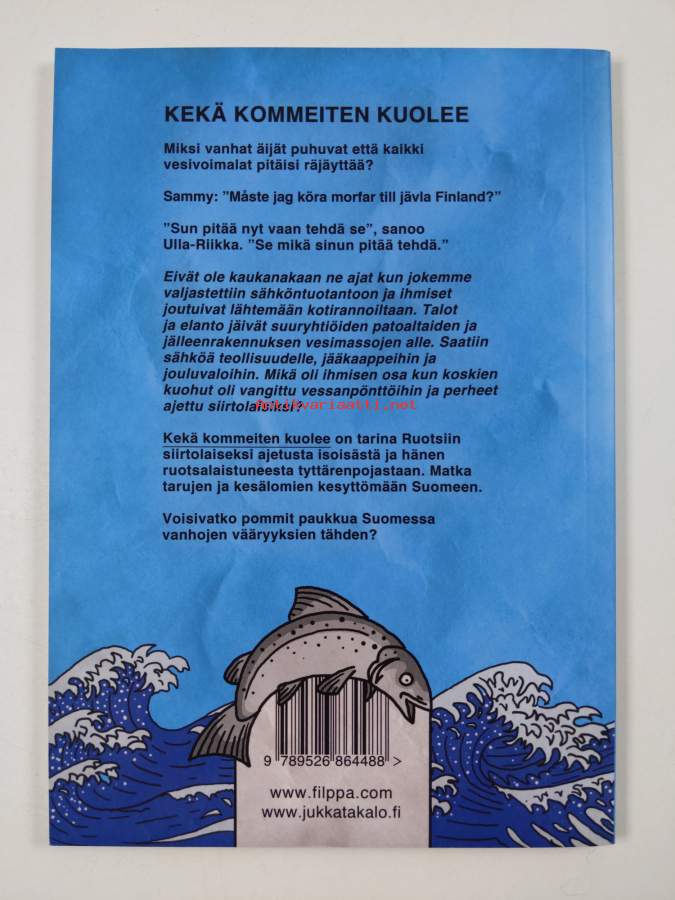 KEKÄ KOMMEITEN KUOLEE
Miksi vanhat äijät puhuvat että kaikki
vesivoimalat pitäisi räjäyttää?
Sammy: ”Måste jag köra morfar till jävla Finland?”
”Sun pitää nyt vaan tehdä se”, sanoo
Ulla-Riikka. ”Se mikä sinun pitää tehdä.”
Eivät ole kaukanakaan ne ajat kun jokemme
valjastettiin sähköntuotantoon ja ihmiset
joutuivat lähtemään kotirannoiltaan. Talot
ja elanto jäivät suuryhtiöiden patoaltaiden ja
jälleenrakennuksen vesimassojen alle. Saatiin
sähköä teollisuudelle, jääkaappeihin ja
jouluvaloihin. Mikä oli ihmisen osa kun koskien
kuohut oli vangittu vessanpönttöihin ja perheet
ajettu siirtolaisiksi?
Antikvariaatti.net
Kekä kommeiten kuolee on tarina Ruotsiin
siirtolaiseksi ajetusta isoisästä ja hänen
ruotsalaistuneesta tyttärenpojastaan. Matka
tarujen ja kesälomien kesyttömään Suomeen.
Voisivatko pommit paukkua Suomessa
vanhojen vääryyksien tähden?
9 789526 864488 >
www.filppa.com
www.jukkatakalo.fi